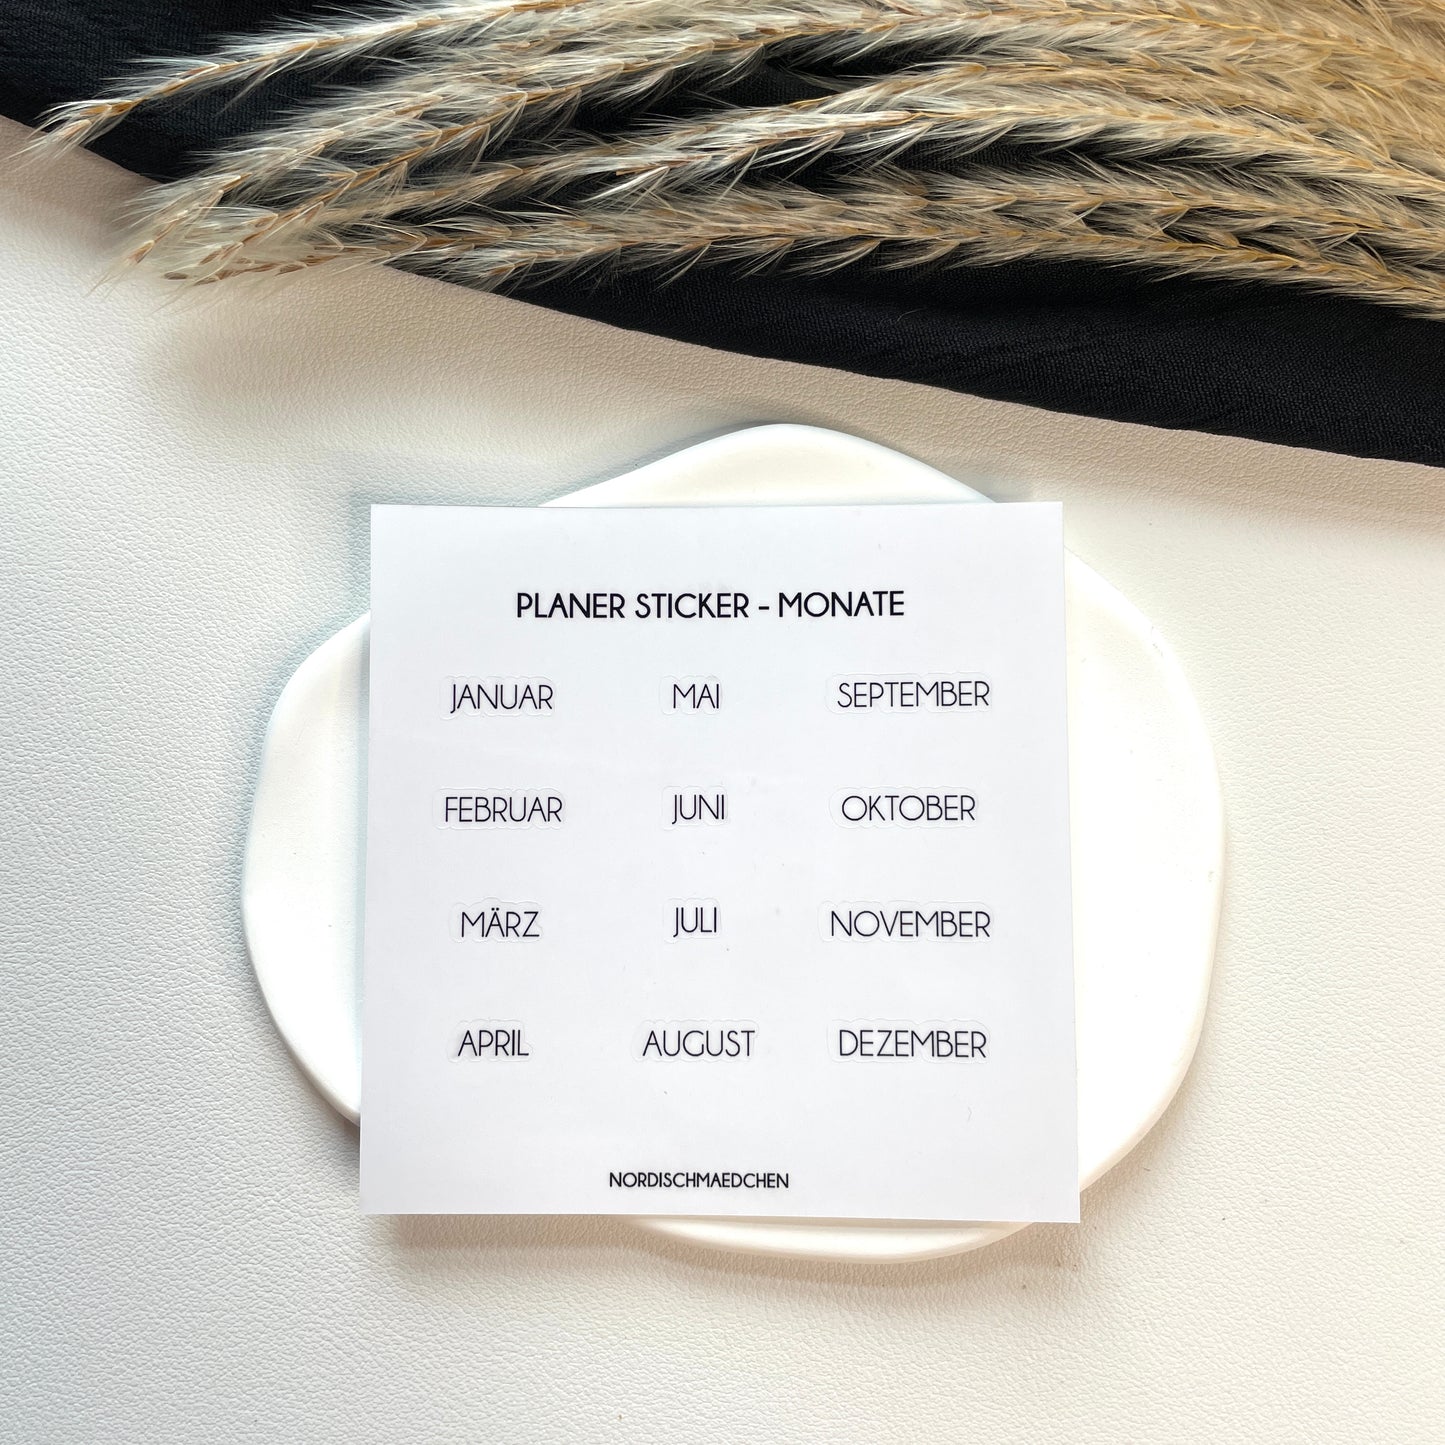 PLANER STICKER - MONATE
JANUAR MAI SEPTEMBER
FEBRUAR JUNI OKTOBER
MÄRZ JULI NOVEMBER
APRIL AUGUST DEZEMBER
NORDISCHMAEDCHEN